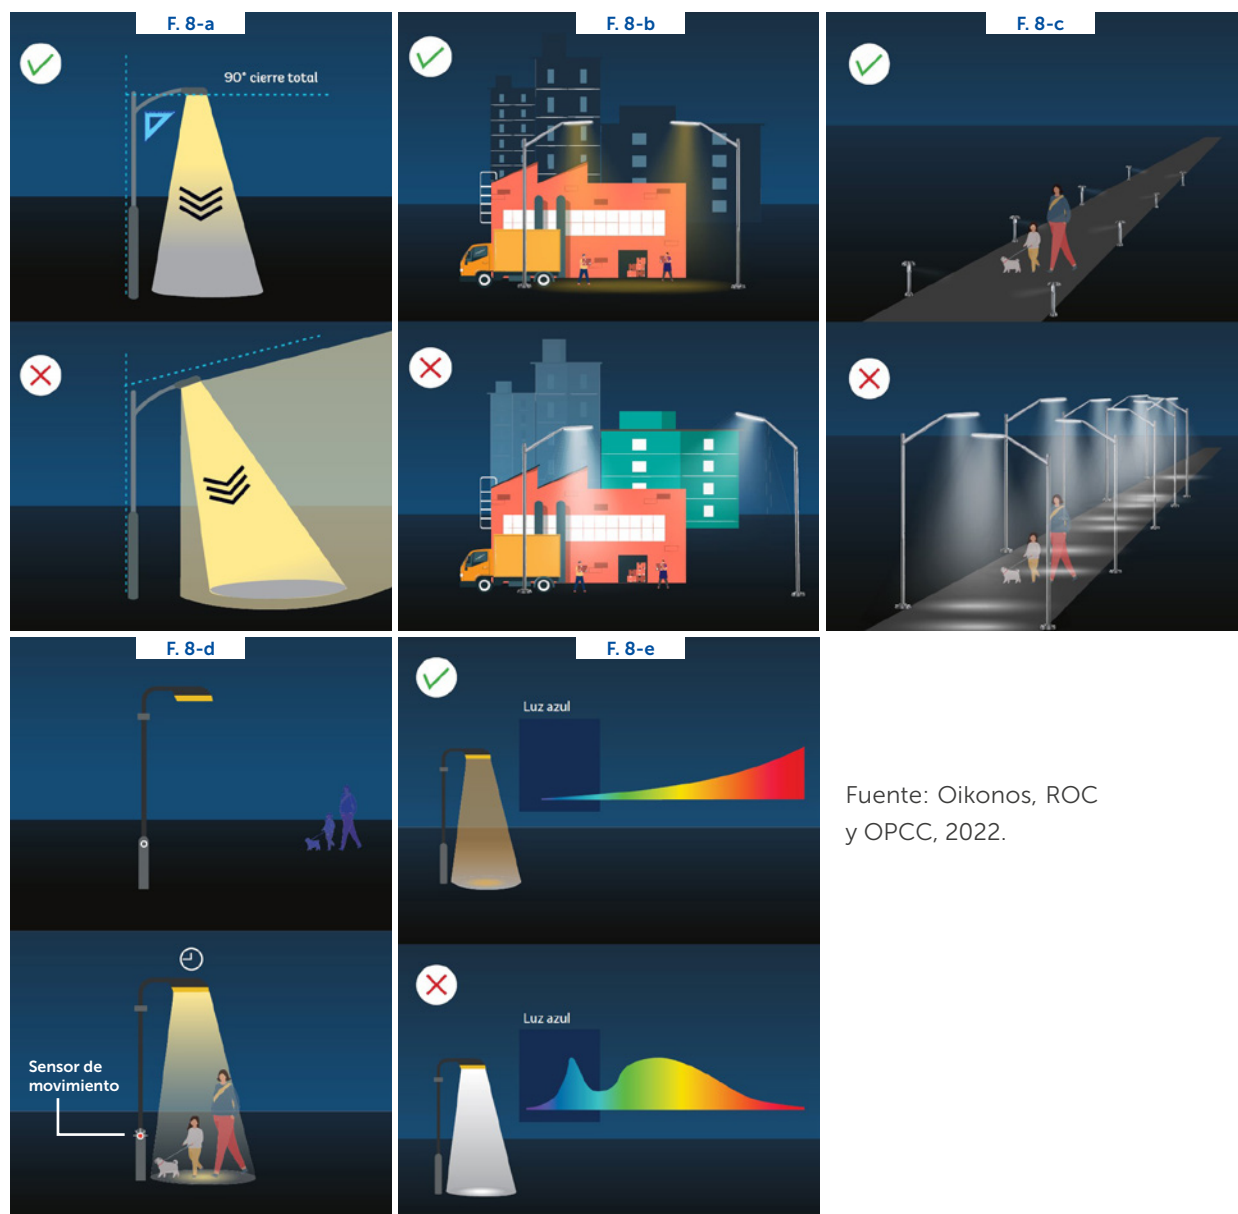 F. 8-a
90° cierre total
F. 8-b
F. 8-c
F. 8-d
Sensor de
movimiento
F. 8-e
Luz azul
Luz azul
Fuente: Oikonos, ROC
y OPCC, 2022.